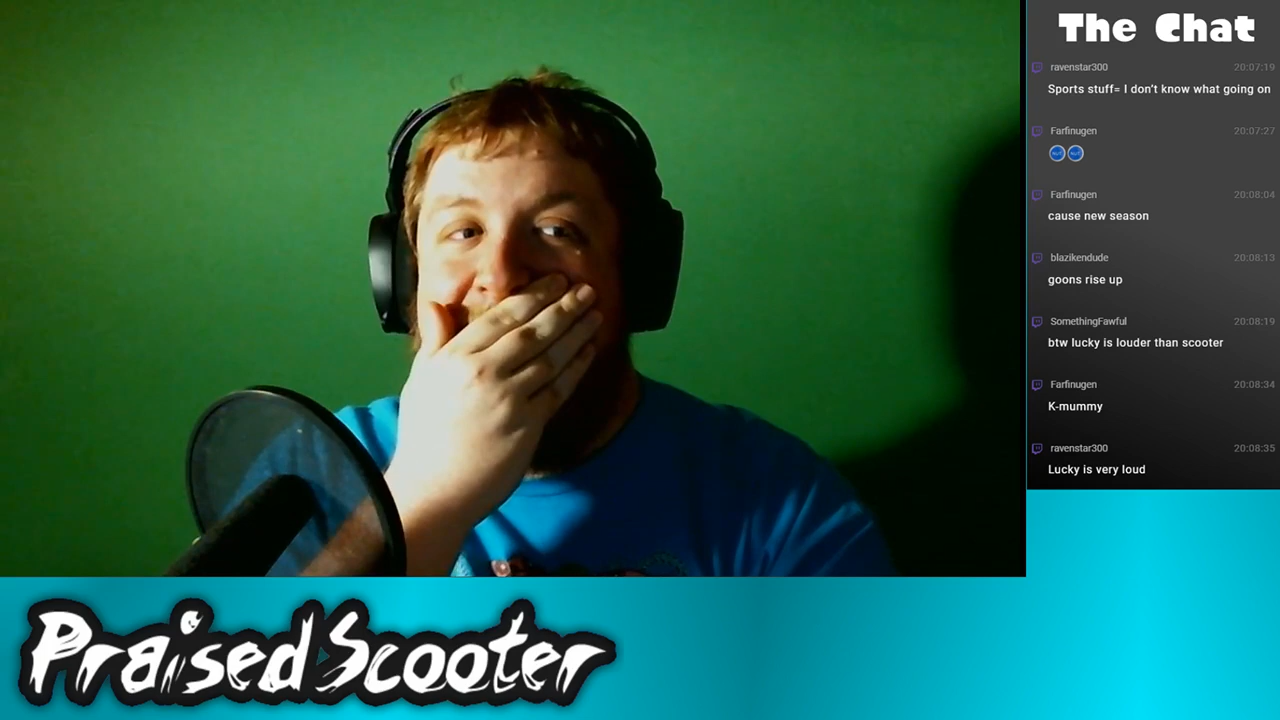 The Chat
ravenstar300 20:07:19
Sports stuff= I don't know what going on
Farfinugen 20:07:27
Farfinugen 20:08:04
cause new season
blazikendude 20:08:13
goons rise up
SomethingFawful 20:08:19
btw lucky is louder than scooter
Farfinugen 20:08:34
K-mummy
ravenstar300 20:08:35
Lucky is very loud
PraisedScooter